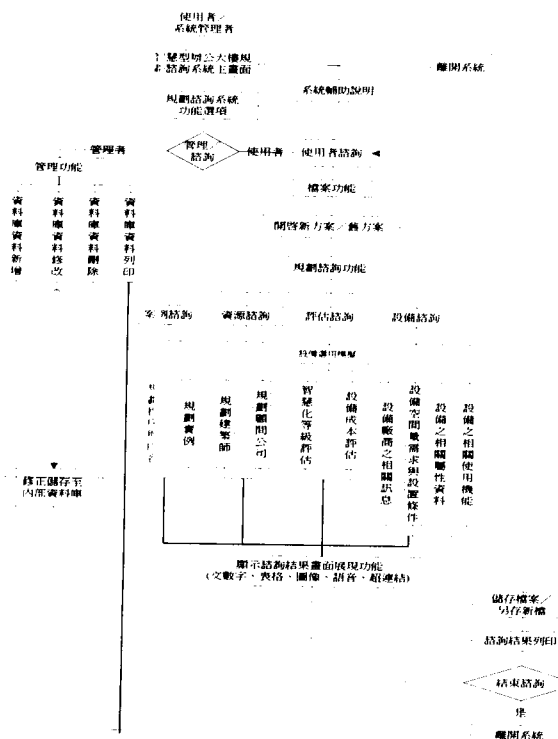 使用者／
系統管理者
慧型辦公大樓規
諮詢系統主畫面
離開系統
系統輔助說明
規劃諮詢系統
功能選項
管理者
管理／
諮詢
使用者
使用者諮詢
管理功能
檔案功能
資料庫資料新增
資料庫資料修改
資料庫資料刪除
資料庫資料列印
開啓新方案／舊方案
規劃諮詢功能
諮詢
資源諮詢
評估諮詢
設備諮詢
規劃實例
規劃建築師
規劃顧問公司
智慧化等級評估
設備成本評估
設備廠商之相關訊息
設備空間量需求與設置條件
設備之相關屬性資料
設備之相關使用機能
修正儲存至
內部資料庫
顯示諮詢結果畫面展現功能
(文數字、表格、圖像、語音、超連結)
儲存檔案／
另存新檔
諮詢結果列印
結束諮詢
是
離開系統